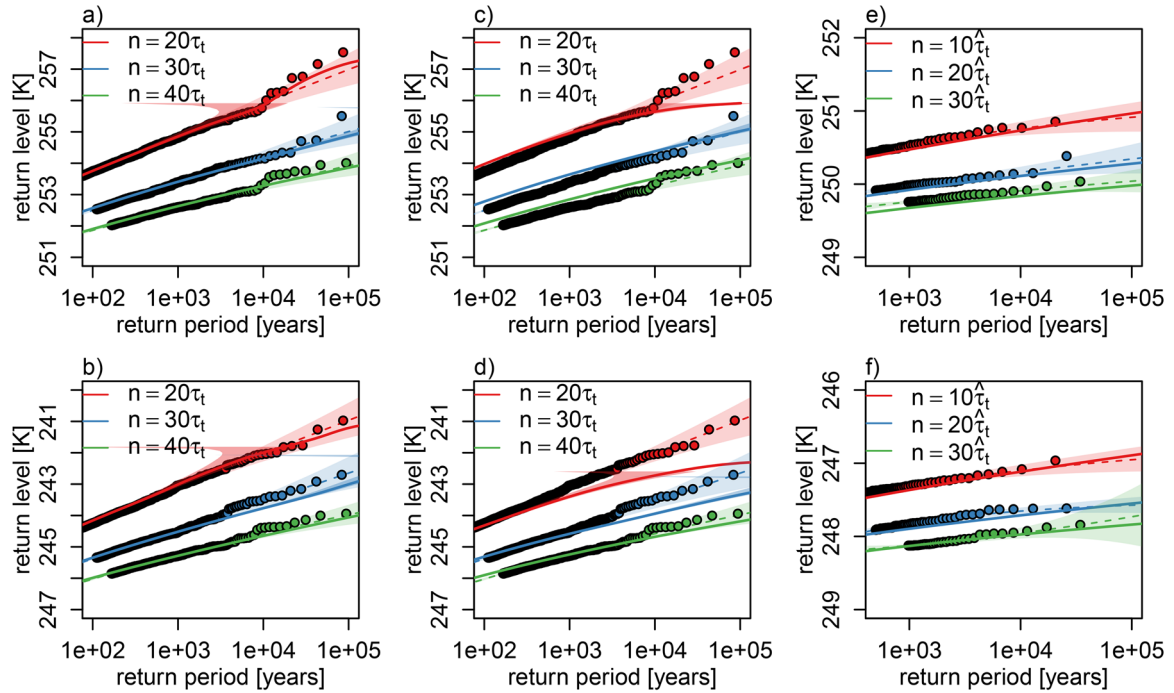 a)
n = 20τt
n = 30τt
n = 40τt
return level [K]
251 253 255 257
1e+02 1e+03 1e+04 1e+05
return period [years]
c)
n = 20τt
n = 30τt
n = 40τt
return level [K]
251 253 255 257
1e+02 1e+03 1e+04 1e+05
return period [years]
e)
n = 10τ̂t
n = 20τ̂t
n = 30τ̂t
return level [K]
249 250 251 252
1e+03 1e+04 1e+05
return period [years]
b)
n = 20τt
n = 30τt
n = 40τt
return level [K]
247 245 243 241
1e+02 1e+03 1e+04 1e+05
return period [years]
d)
n = 20τt
n = 30τt
n = 40τt
return level [K]
247 245 243 241
1e+02 1e+03 1e+04 1e+05
return period [years]
f)
n = 10τ̂t
n = 20τ̂t
n = 30τ̂t
return level [K]
249 248 247 246
1e+03 1e+04 1e+05
return period [years]